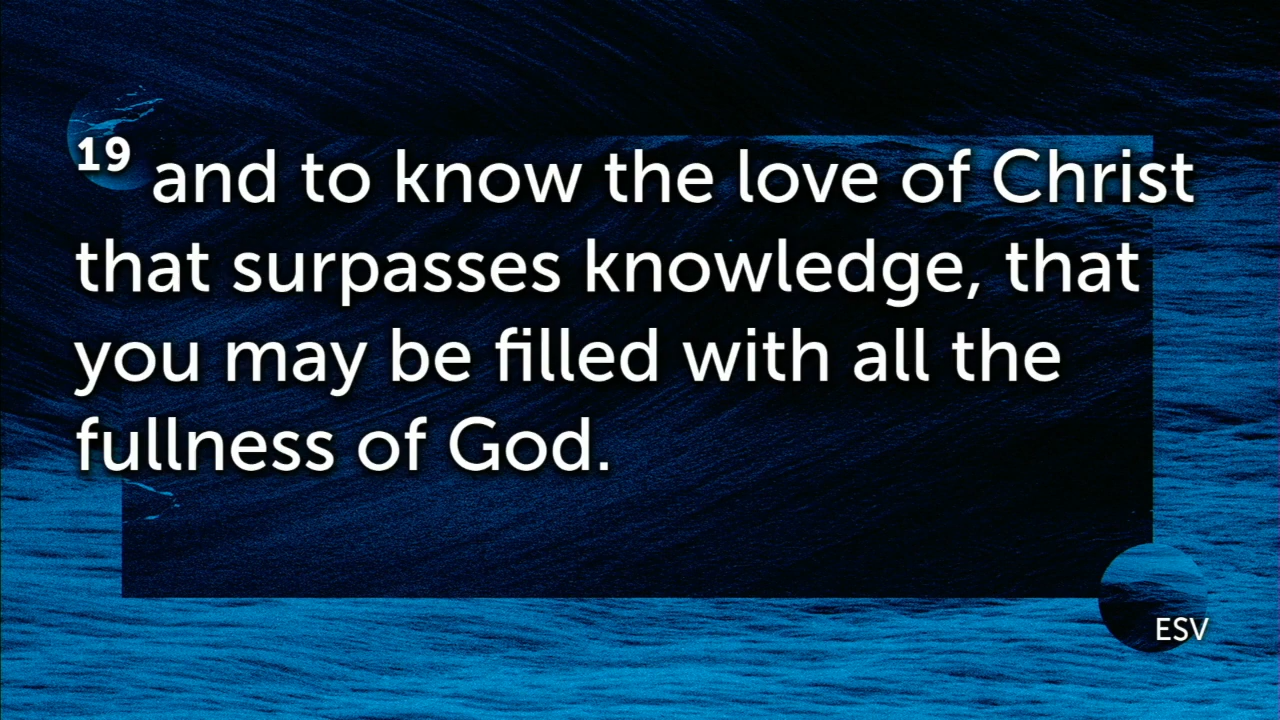 19 and to know the love of Christ
that surpasses knowledge, that
you may be filled with all the
fullness of God.
ESV